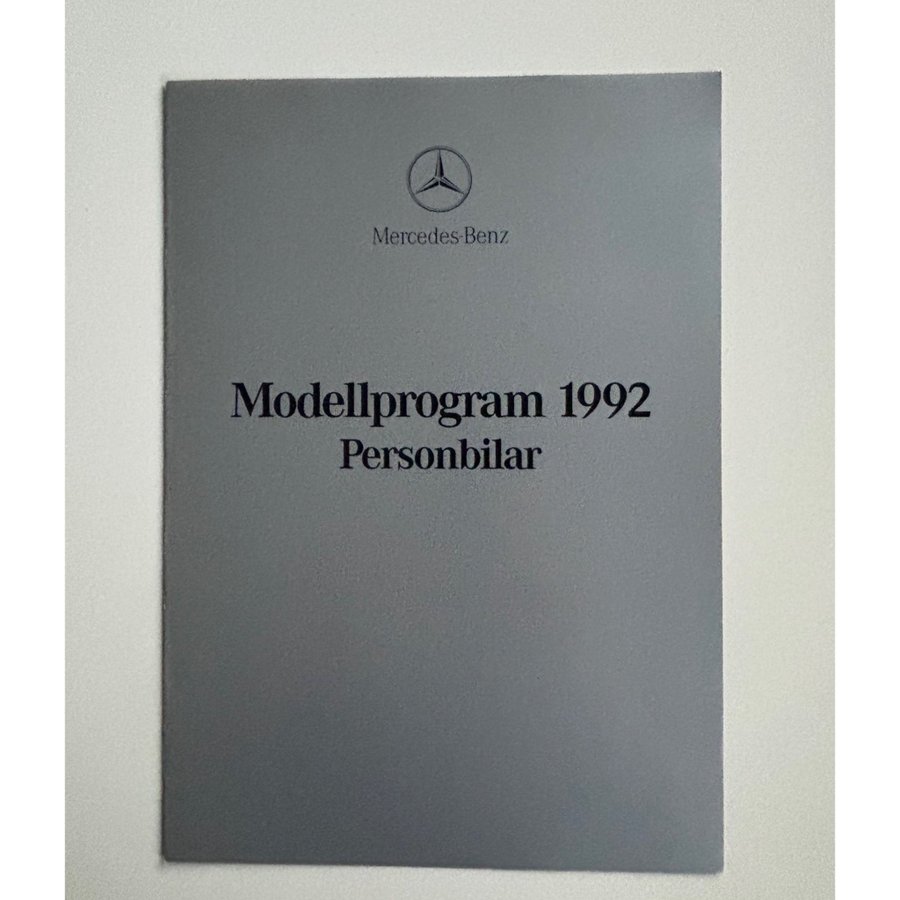 Mercedes-Benz
Modellprogram 1992
Personbilar